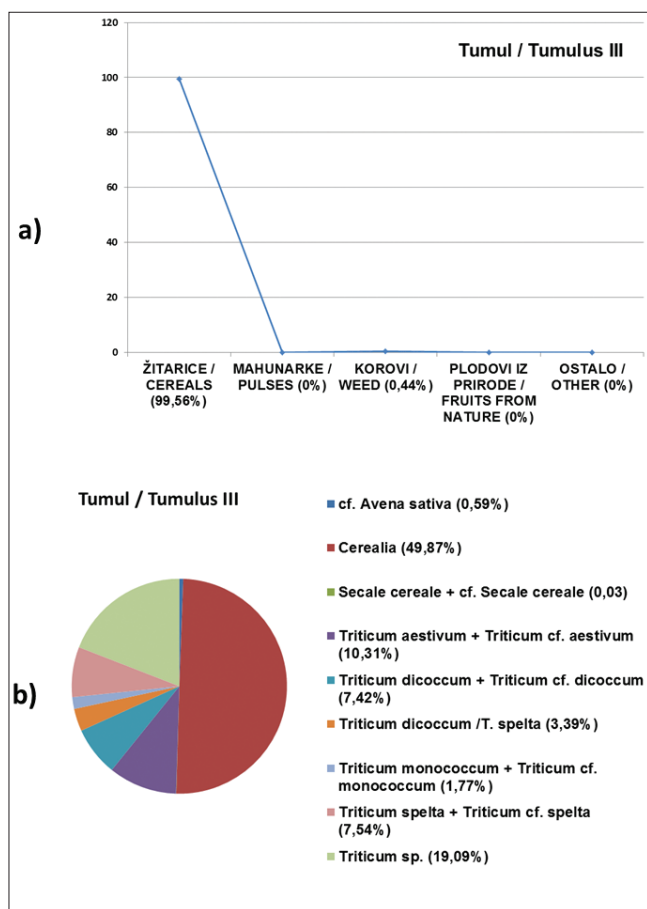 Tumul / Tumulus III
120
100
80
60
40
20
0
a)
ŽITARICE /
CEREALS
(99,56%)
MAHUNARKE /
PULSES (0%)
KOROVI /
WEED (0,44%)
PLODOVI IZ
PRIRODE /
FRUITS FROM
NATURE (0%)
OSTALO /
OTHER (0%)
Tumul / Tumulus III
b)
cf. Avena sativa (0,59%)
Cerealia (49,87%)
Secale cereale + cf. Secale cereale (0,03)
Triticum aestivum + Triticum cf. aestivum
(10,31%)
Triticum dicoccum + Triticum cf. dicoccum
(7,42%)
Triticum dicoccum /T. spelta (3,39%)
Triticum monococcum + Triticum cf.
monococcum (1,77%)
Triticum spelta + Triticum cf. spelta
(7,54%)
Triticum sp. (19,09%)